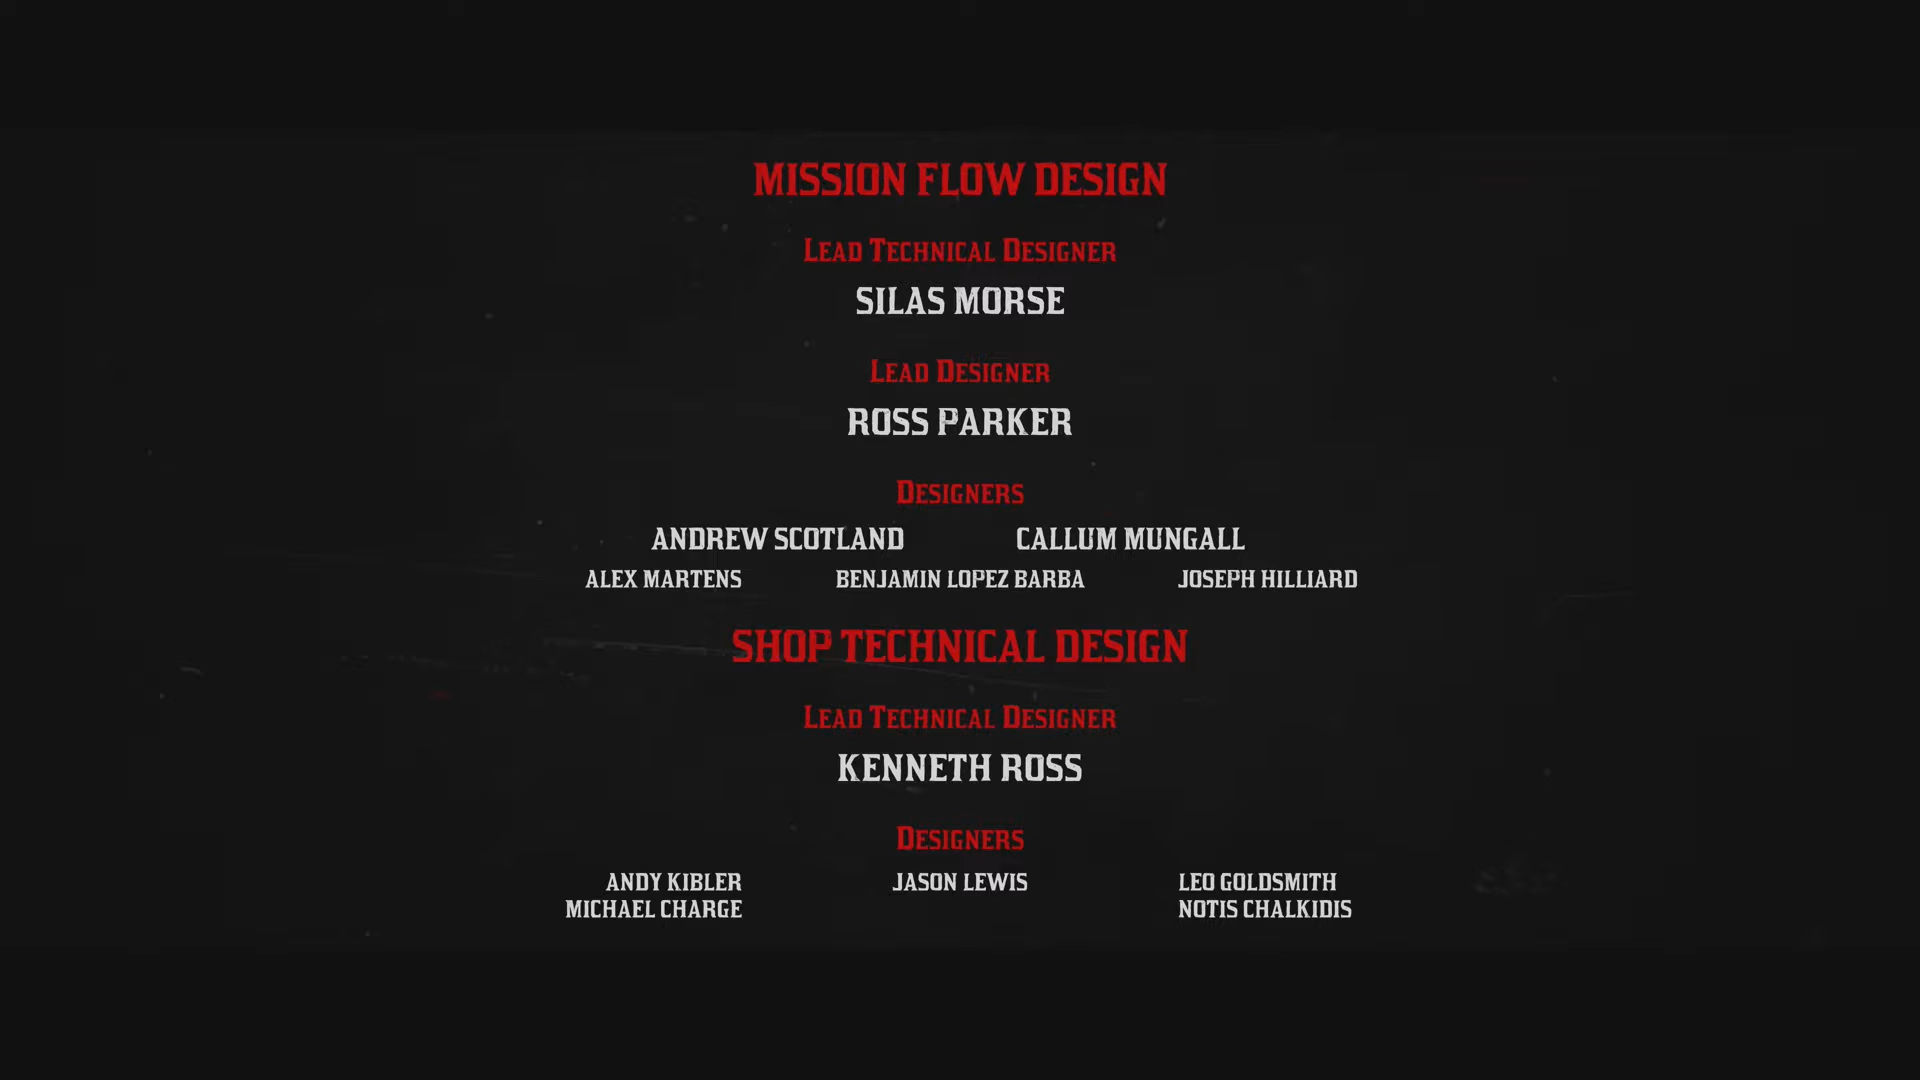 MISSION FLOW DESIGN
LEAD TECHNICAL DESIGNER
SILAS MORSE
LEAD DESIGNER
ROSS PARKER
DESIGNERS
ANDREW SCOTLAND CALLUM MUNGALL
ALEX MARTENS BENJAMIN LOPEZ BARBA JOSEPH HILLIARD
SHOP TECHNICAL DESIGN
LEAD TECHNICAL DESIGNER
KENNETH ROSS
DESIGNERS
ANDY KIBLER JASON LEWIS LEO GOLDSMITH
MICHAEL CHARGE NOTIS CHALKIDIS